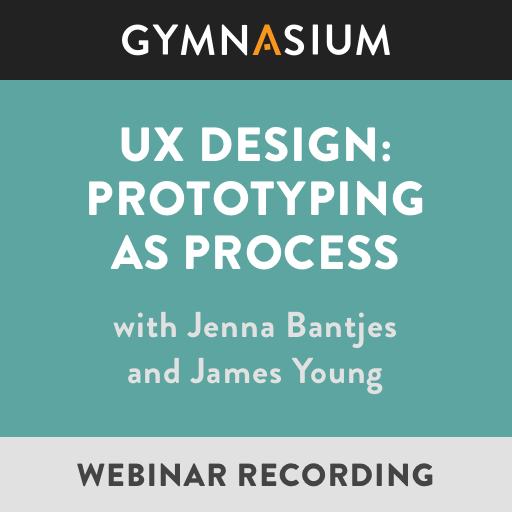 GYMNASIUM
UX DESIGN:
PROTOTYPING
AS PROCESS
with Jenna Bantjes
and James Young
WEBINAR RECORDING